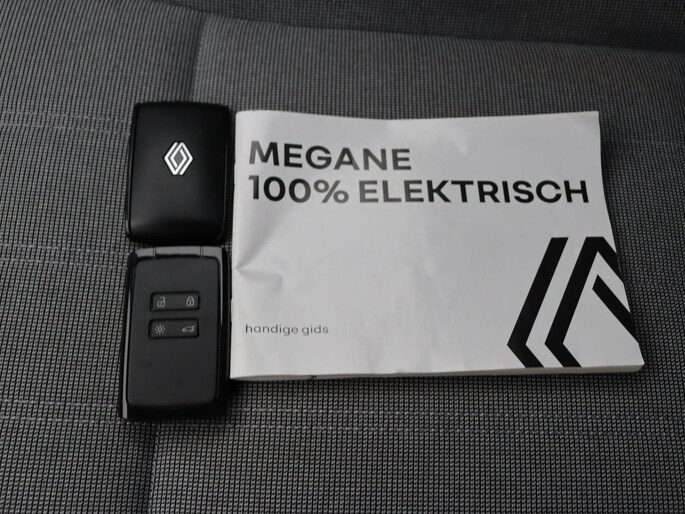 MEGANE
100% ELEKTRISCH
handige gids